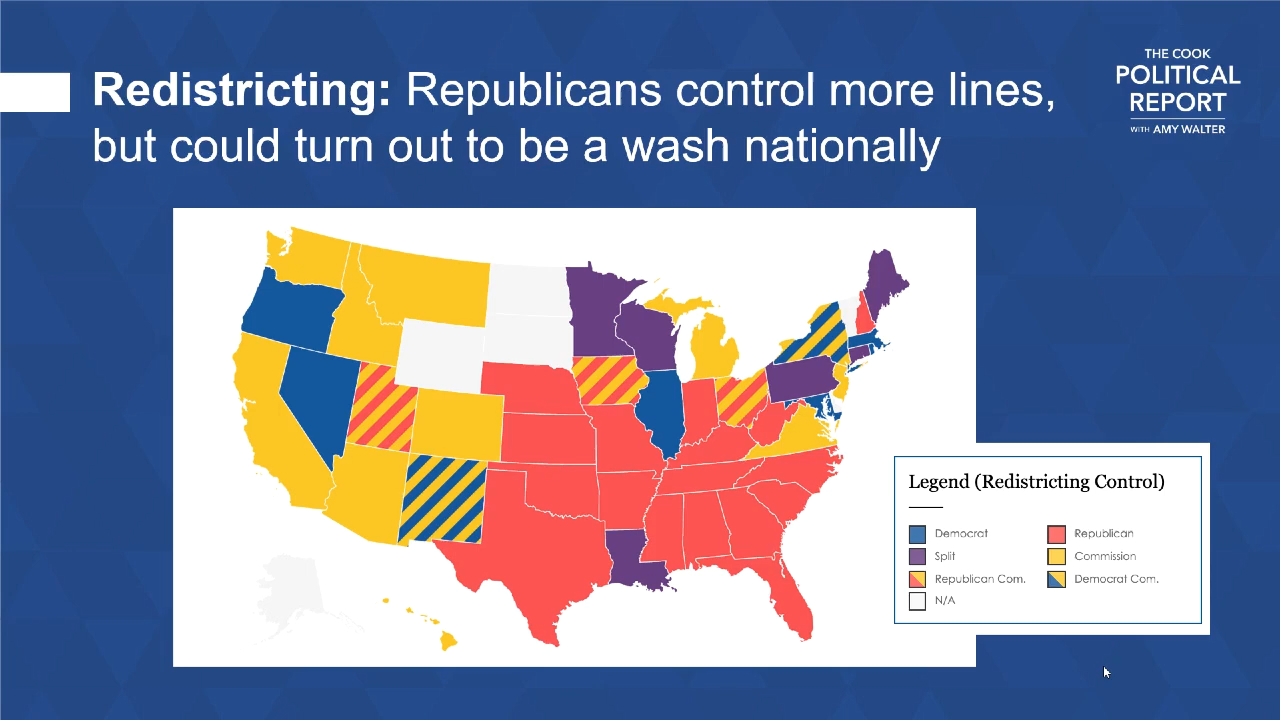 Redistricting: Republicans control more lines,
but could turn out to be a wash nationally
THE COOK
POLITICAL
REPORT
WITH AMY WALTER
Legend (Redistricting Control)
Democrat
Republican
Split
Commission
Republican Com.
Democrat Com.
N/A